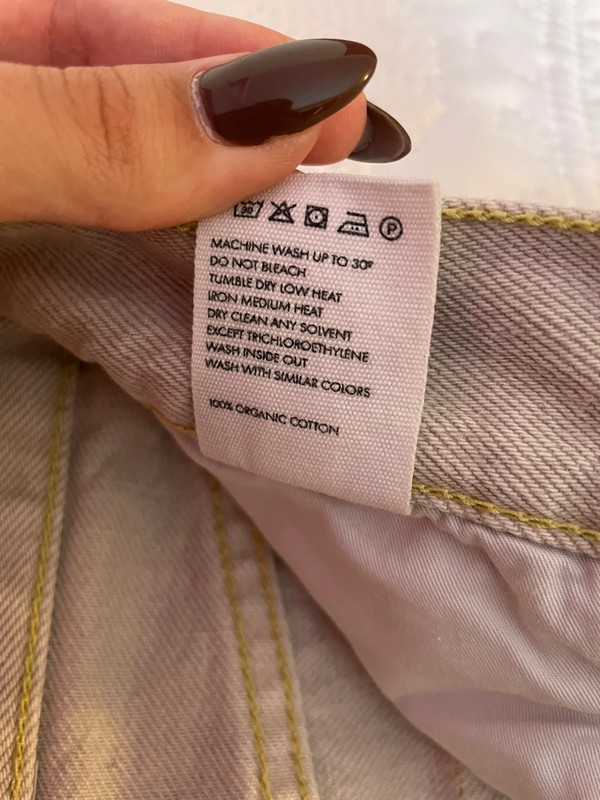 30 P
MACHINE WASH UP TO 30º
DO NOT BLEACH
TUMBLE DRY LOW HEAT
IRON MEDIUM HEAT
DRY CLEAN ANY SOLVENT
EXCEPT TRICHLOROETHYLENE
WASH INSIDE OUT
WASH WITH SIMILAR COLORS
100% ORGANIC COTTON